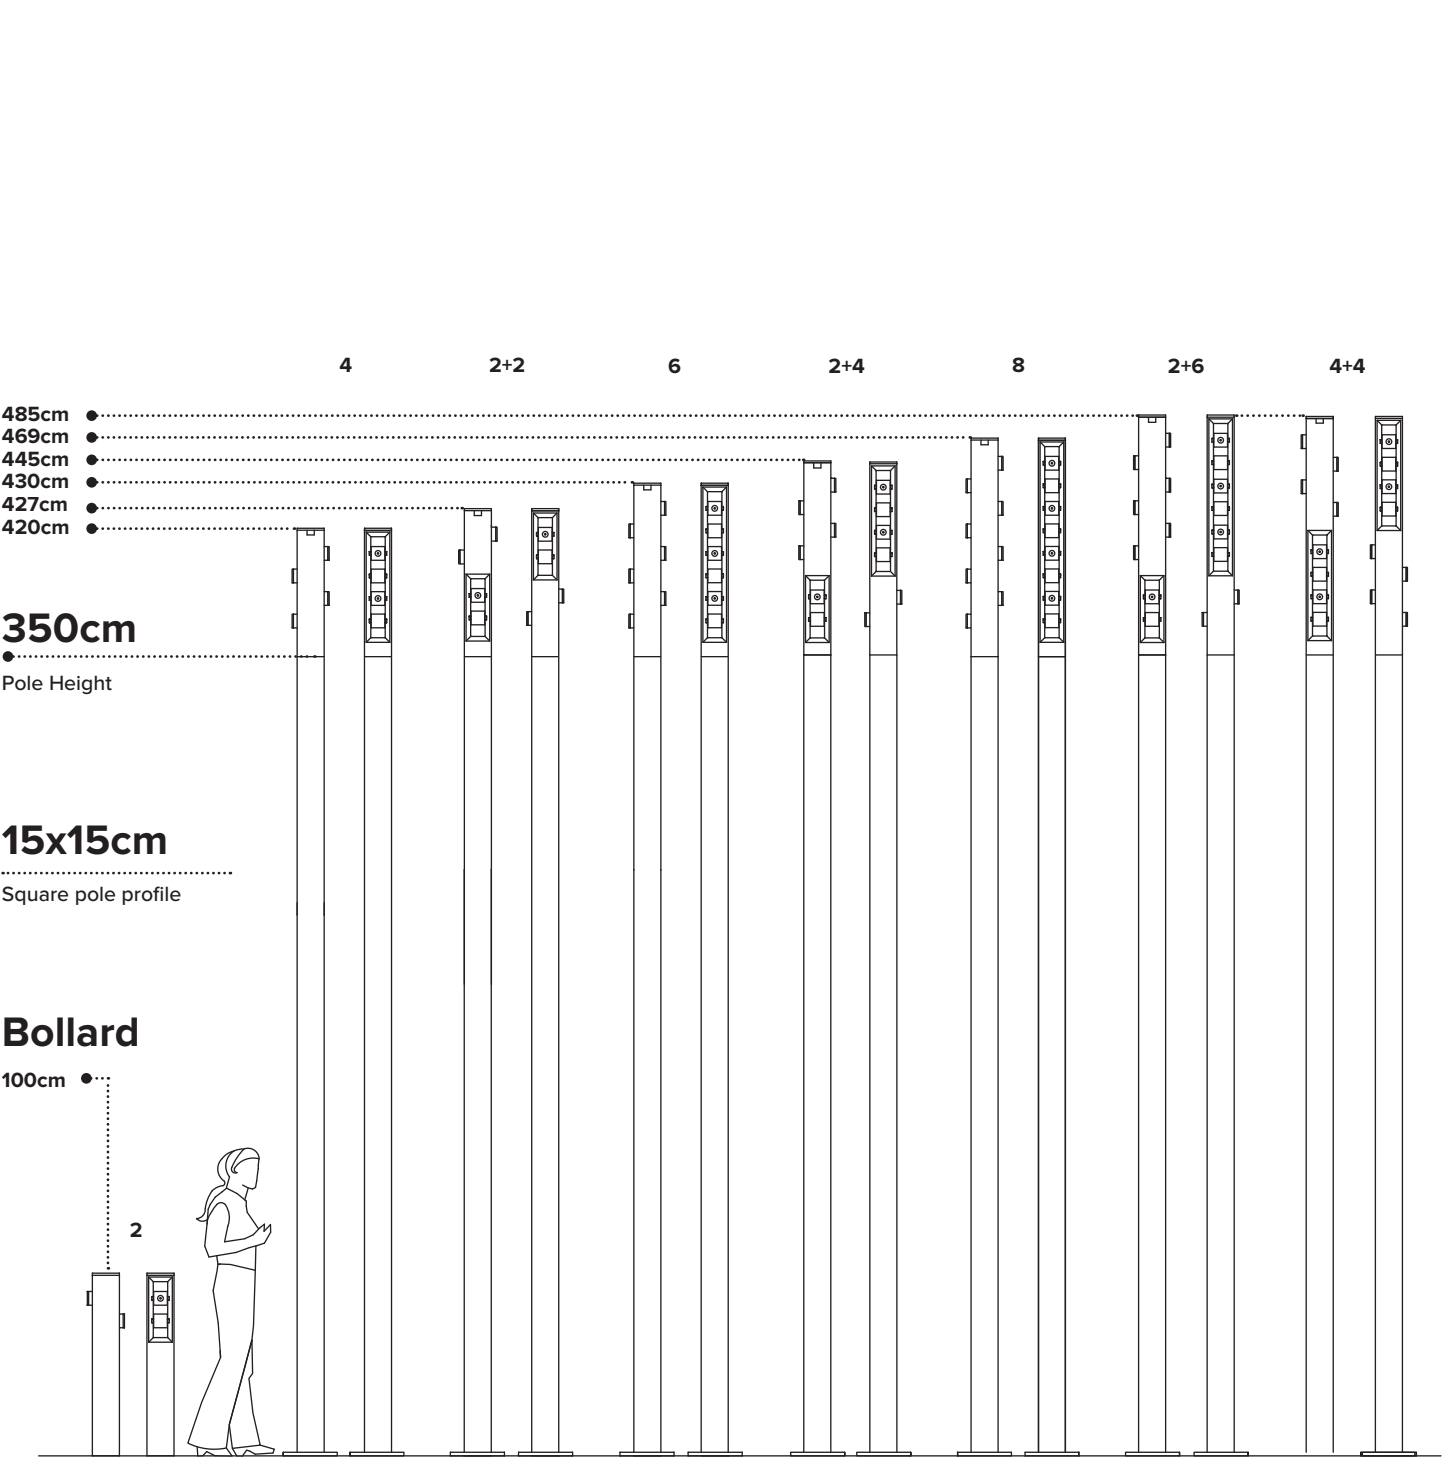 4 2+2 6 2+4 8 2+6 4+4
485cm
469cm
445cm
430cm
427cm
420cm
350cm
Pole Height
15x15cm
Square pole profile
Bollard
100cm
2